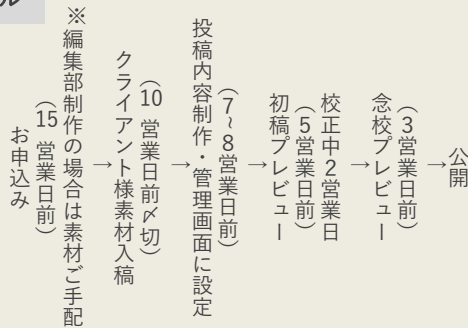 お申込み
（15営業日前）
※編集部制作の場合は素材ご手配
→
クライアント様素材入稿
（10営業日前〆切）
→
投稿内容制作・管理画面に設定
（7~8営業日前）
→
初稿プレビュー
（5営業日前）
校正中2営業日
→
念校プレビュー
（3営業日前）
→
公開